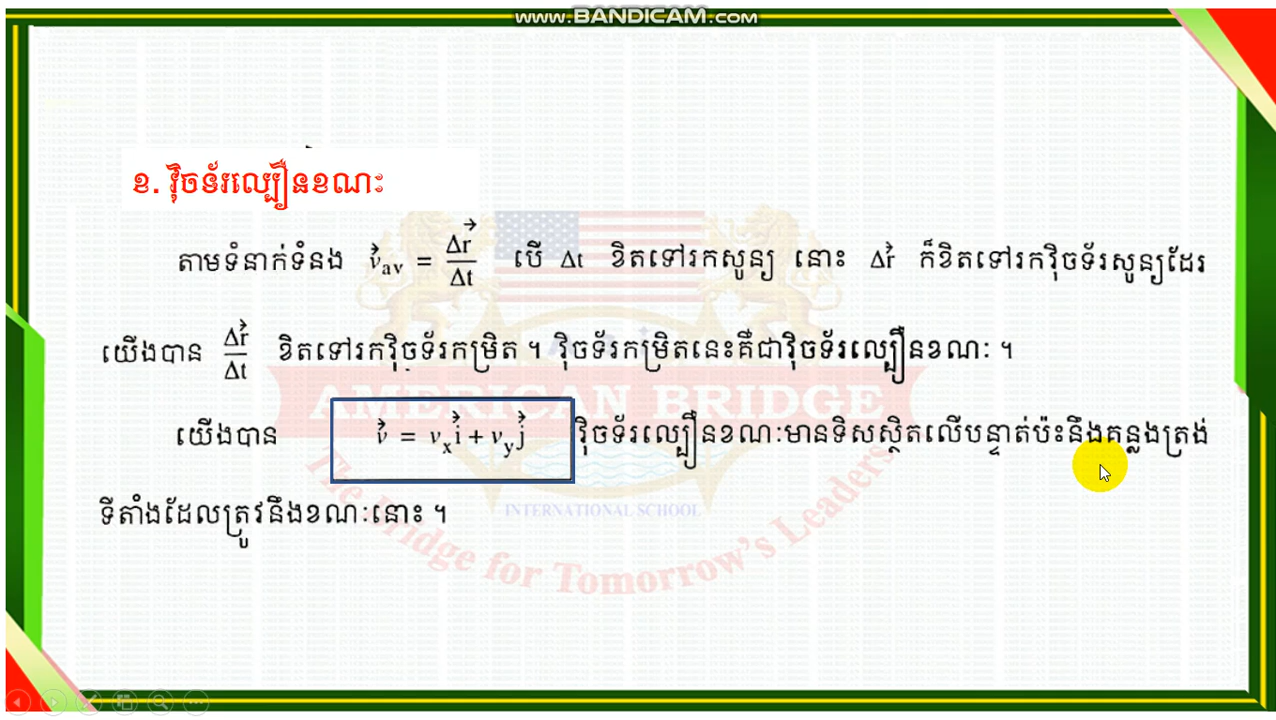 www.BANDICAM.com
ខ. វ៉ិចទ័រល្បឿនខណៈ
តាមទំនាក់ទំនង v⃗av = Δr⃗/Δt បើ Δt ខិតទៅរកសូន្យ នោះ Δr⃗ ក៏ខិតទៅរកវ៉ិចទ័រសូន្យដែរ
យើងបាន Δr⃗/Δt ខិតទៅរកវ៉ិចទ័រកម្រិត ។ វ៉ិចទ័រកម្រិតនេះគឺជាវ៉ិចទ័រល្បឿនខណៈ ។
យើងបាន v⃗ = vₓi⃗ + vᵧj⃗ វ៉ិចទ័រល្បឿនខណៈមានទិសស្ថិតលើបន្ទាត់ប៉ះនឹងគន្លងត្រង់
ទីតាំងដែលត្រូវនឹងខណៈនោះ ។
AMERICAN BRIDGE
INTERNATIONAL SCHOOL
The Bridge for Tomorrow's Leaders